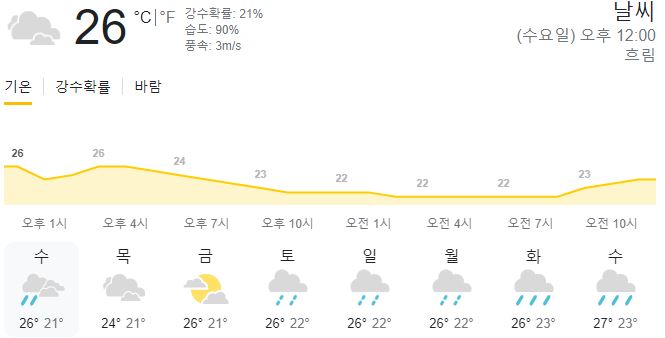 26 °C | °F
강수확률: 21%
습도: 90%
풍속: 3m/s
날씨
(수요일) 오후 12:00
흐림
기온 | 강수확률 | 바람
26 26 24 23 22 22 22 23
오후 1시 오후 4시 오후 7시 오후 10시 오전 1시 오전 4시 오전 7시 오전 10시
수 목 금 토 일 월 화 수
26° 21° 24° 21° 26° 21° 26° 22° 26° 22° 26° 22° 26° 23° 27° 23°